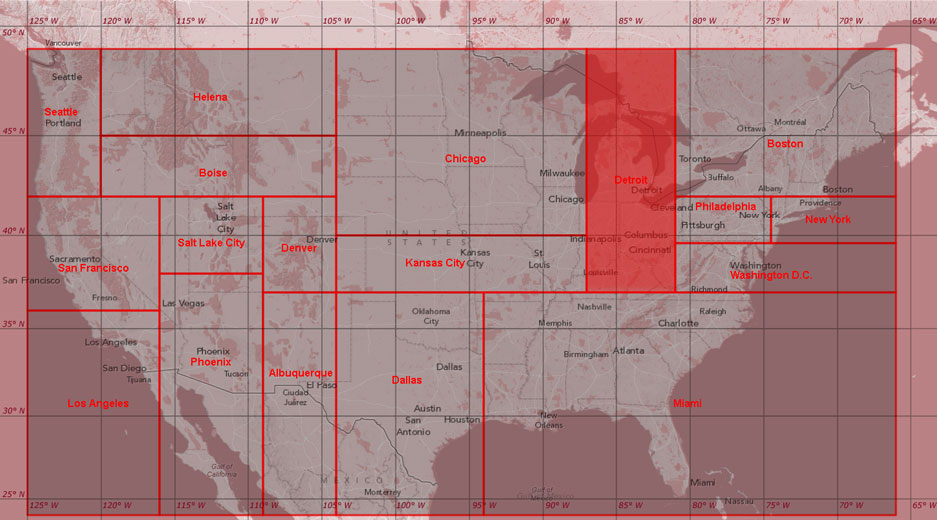 125° W 120° W 115° W 110° W 105° W 100° W 95° W 90° W 85° W 80° W 75° W 70° W 65° W
50° N
Vancouver
Seattle
Helena
Seattle
Portland
Ottawa
Montréal
45° N
Minneapolis
Boston
Chicago
Toronto
Boise
Milwaukee
Buffalo
Detroit
Detroit
Albany
Boston
Chicago
Salt
Lake
City
Cleveland
Philadelphia
Providence
New York
New York
Pittsburgh
40° N
UNITED
STATES
Salt Lake City
Denver
Denver
Indianapolis
Columbus
Cincinnati
Sacramento
San Francisco
Kansas City
Kansas
City
St
Louis
Louisville
Washington
Washington D.C.
San Francisco
Fresno
Las Vegas
Richmond
Oklahoma
City
Nashville
Raleigh
35° N
Memphis
Charlotte
Los Angeles
Phoenix
Phoenix
Birmingham
Atlanta
San Diego
Tijuana
Tucson
Albuquerque
Dallas
Dallas
El Paso
Ciudad
Juárez
Los Angeles
Miami
30° N
Austin
San
Antonio
Houston
New
Orleans
Gulf of
California
MEXICO
Monterrey
Gulf of
Mexico
Miami
Nassau
25° N
125° W 120° W 115° W 110° W 105° W 100° W 95° W 90° W 85° W 80° W 75° W 70° W 65° W